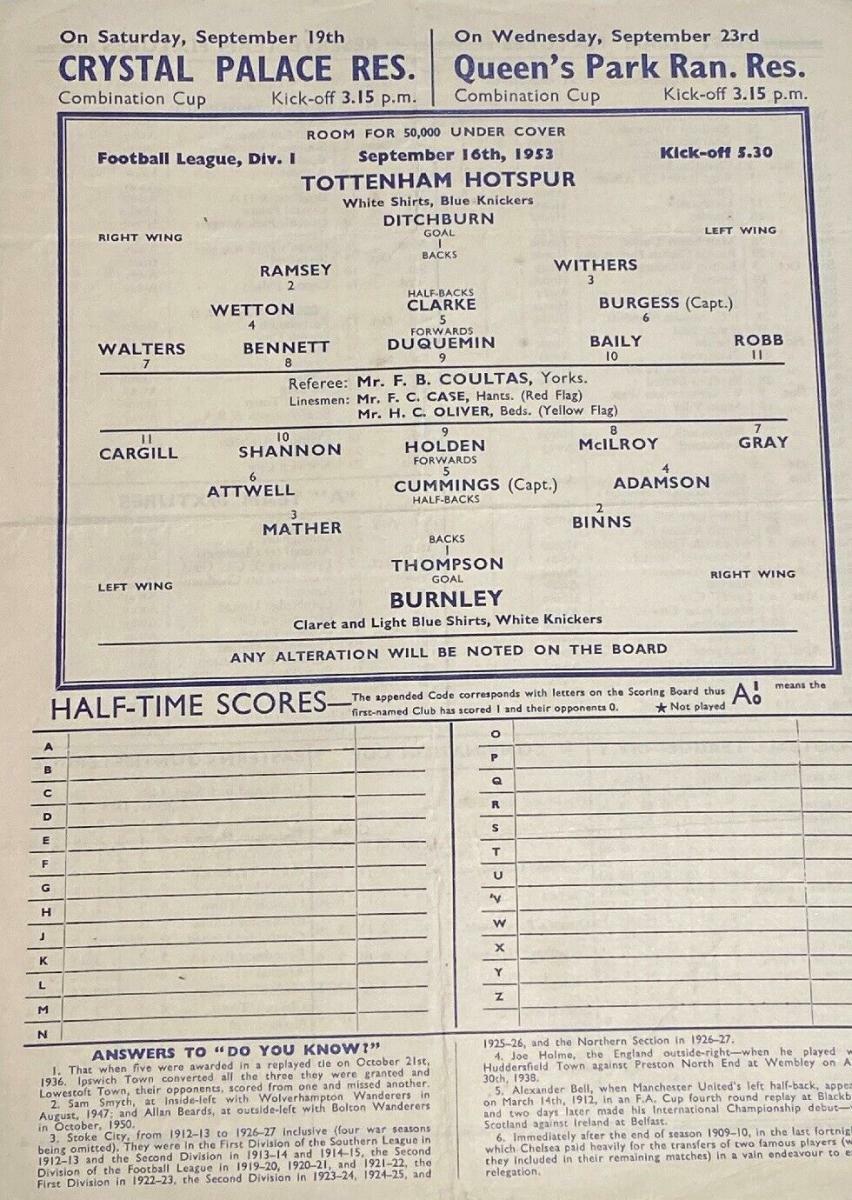 On Saturday, September 19th
CRYSTAL PALACE RES.
Combination Cup Kick-off 3.15 p.m.
On Wednesday, September 23rd
Queen's Park Ran. Res.
Combination Cup Kick-off 3.15 p.m.
ROOM FOR 50,000 UNDER COVER
Football League, Div. I September 16th, 1953 Kick-off 5.30
TOTTENHAM HOTSPUR
White Shirts, Blue Knickers
DITCHBURN
RIGHT WING GOAL LEFT WING
1
BACKS
RAMSEY WITHERS
2 3
HALF-BACKS
WETTON CLARKE BURGESS (Capt.)
4 5 6
FORWARDS
WALTERS BENNETT DUQUEMIN BAILY ROBB
7 8 9 10 11
Referee: Mr. F. B. COULTAS, Yorks.
Linesmen: Mr. F. C. CASE, Hants. (Red Flag)
Mr. H. C. OLIVER, Beds. (Yellow Flag)
11 10 9 8 7
CARGILL SHANNON HOLDEN McILROY GRAY
FORWARDS
6 5 4
ATTWELL CUMMINGS (Capt.) ADAMSON
HALF-BACKS
3 2
MATHER BINNS
BACKS
1
THOMPSON
LEFT WING GOAL RIGHT WING
BURNLEY
Claret and Light Blue Shirts, White Knickers
ANY ALTERATION WILL BE NOTED ON THE BOARD
HALF-TIME SCORES—The appended Code corresponds with letters on the Scoring Board thus A 1 0 means the
first-named Club has scored 1 and their opponents 0. ★ Not played
A
B
C
D
E
F
G
H
J
K
L
M
N
O
P
Q
R
S
T
U
V
W
X
Y
Z
ANSWERS TO "DO YOU KNOW?"
1. That when five were awarded in a replayed tie on October 21st,
1936. Ipswich Town converted all the three they were granted and
Lowestoft Town, their opponents, scored from one and missed another.
2. Sam Smyth, at Inside-left with Wolverhampton Wanderers in
August, 1947; and Allan Beards, at outside-left with Bolton Wanderers
in October, 1950.
3. Stoke City, from 1912-13 to 1926-27 inclusive (four war seasons
being omitted). They were in the First Division of the Southern League in
1912-13 and the Second Division in 1913-14 and 1914-15, the Second
Division of the Football League in 1919-20, 1920-21, and 1921-22, the
First Division in 1922-23, the Second Division in 1923-24, 1924-25, and
1925-26, and the Northern Section in 1926-27.
4. Joe Holme, the England outside-right—when he played w
Huddersfield Town against Preston North End at Wembley on A
30th, 1938.
5. Alexander Bell, when Manchester United's left half-back, appea
on March 14th, 1912, in an F.A. Cup fourth round replay at Blackb
and two days later made his International Championship debut—
Scotland against Ireland at Belfast.
6. Immediately after the end of season 1909-10, in the last fortnigh
which Chelsea paid heavily for the transfers of two famous players (w
they included in their remaining matches) in a vain endeavour to e
relegation.